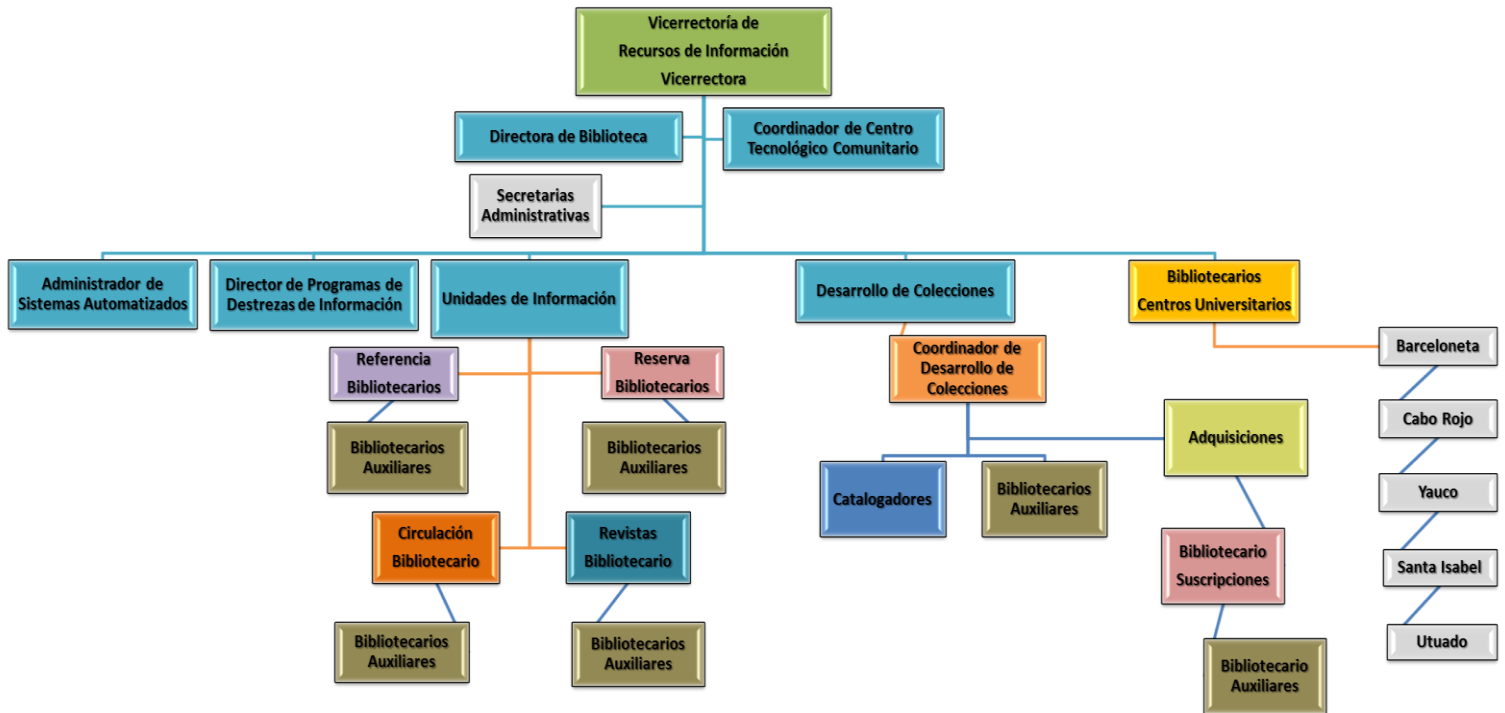 Vicerrectoría de
Recursos de Información
Vicerrectora
Directora de Biblioteca
Coordinador de Centro
Tecnológico Comunitario
Secretarias
Administrativas
Administrador de
Sistemas Automatizados
Director de Programas de
Destrezas de Información
Unidades de Información
Desarrollo de Colecciones
Bibliotecarios
Centros Universitarios
Referencia
Bibliotecarios
Reserva
Bibliotecarios
Coordinador de
Desarrollo de
Colecciones
Barceloneta
Bibliotecarios
Auxiliares
Bibliotecarios
Auxiliares
Adquisiciones
Cabo Rojo
Catalogadores
Bibliotecarios
Auxiliares
Yauco
Circulación
Bibliotecario
Revistas
Bibliotecario
Bibliotecario
Suscripciones
Santa Isabel
Bibliotecarios
Auxiliares
Bibliotecarios
Auxiliares
Bibliotecario
Auxiliares
Utuado